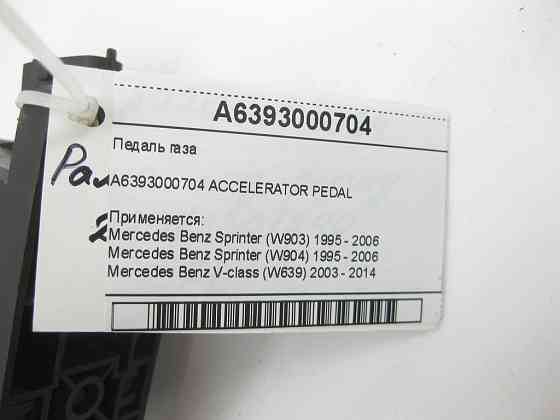 A6393000704
Педаль газа
A6393000704 ACCELERATOR PEDAL
Применяется:
Mercedes Benz Sprinter (W903) 1995 - 2006
Mercedes Benz Sprinter (W904) 1995 - 2006
Mercedes Benz V-class (W639) 2003 - 2014